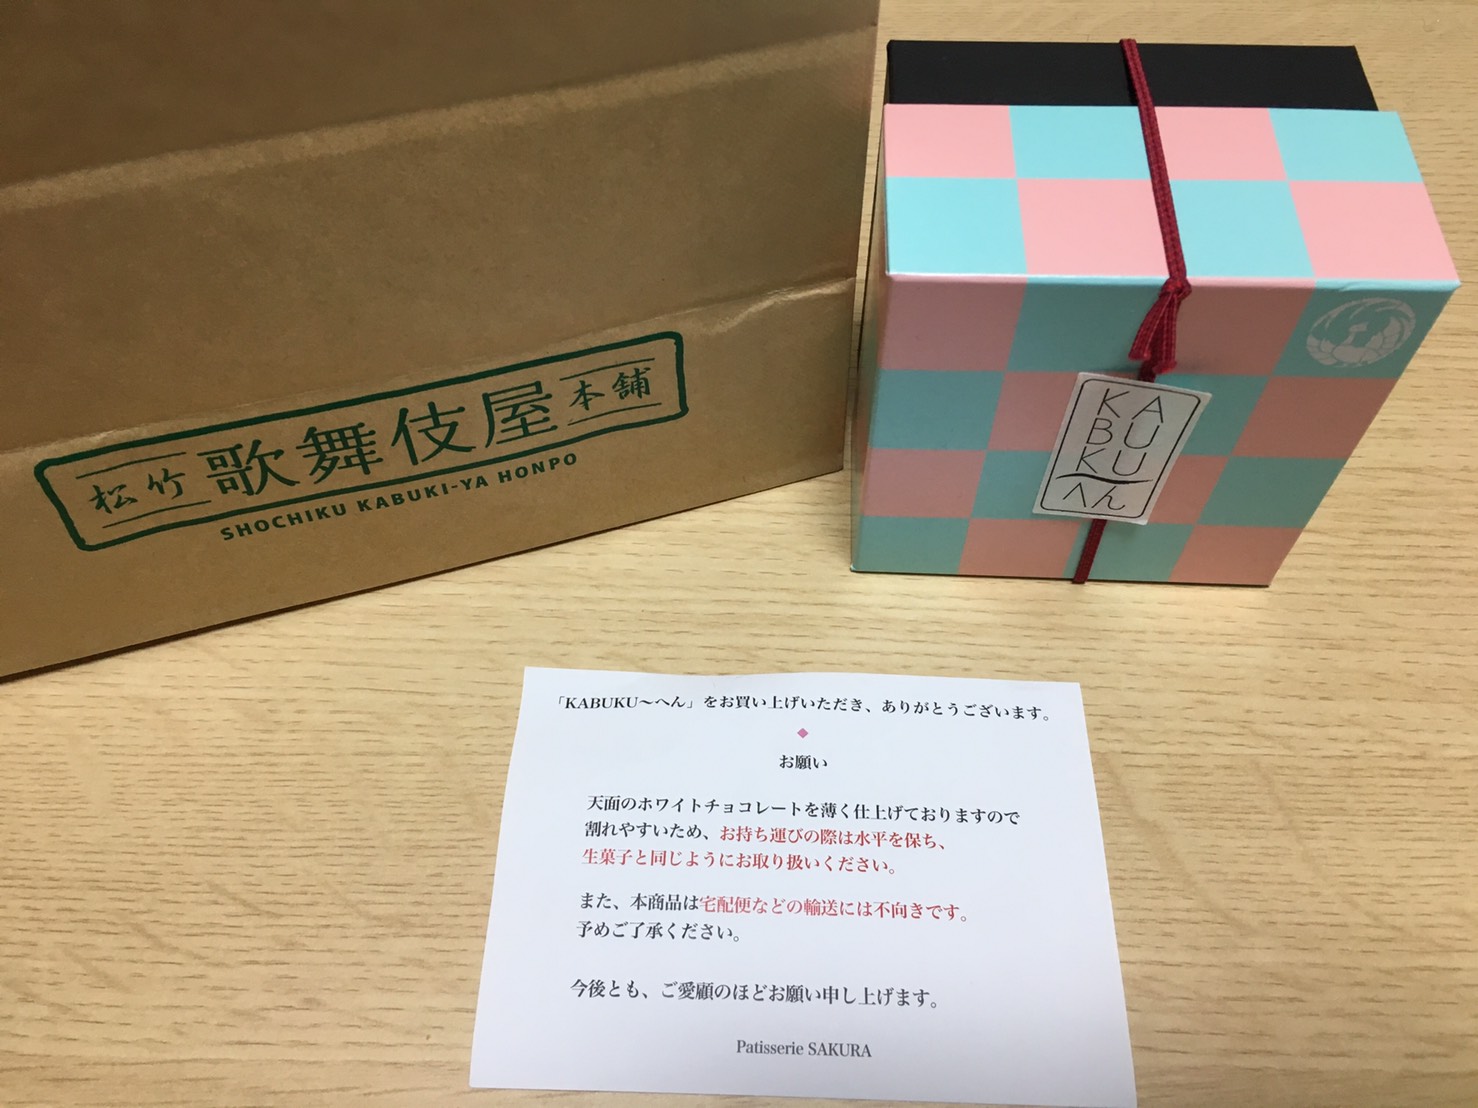 松竹 歌舞伎屋 本舗
SHOCHIKU KABUKI-YA HONPO
KA
BU
KU
へん
「KABUKU〜へん」をお買い上げいただき、ありがとうございます。
お願い
天面のホワイトチョコレートを薄く仕上げておりますので
割れやすいため、お持ち運びの際は水平を保ち、
生菓子と同じようにお取り扱いください。
また、本商品は宅配便などの輸送には不向きです。
予めご了承ください。
今後とも、ご愛顧のほどお願い申し上げます。
Patisserie SAKURA